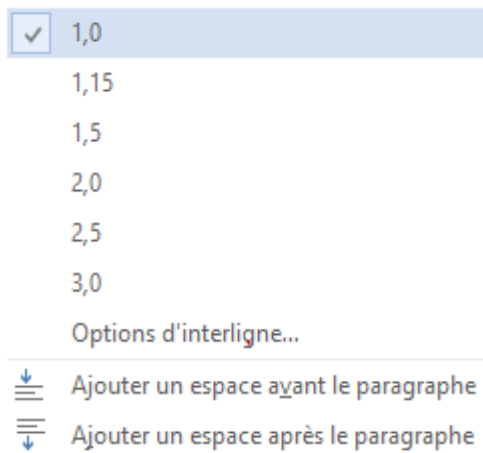 1,0
1,15
1,5
2,0
2,5
3,0
Options d'interligne...
Ajouter un espace avant le paragraphe
Ajouter un espace après le paragraphe